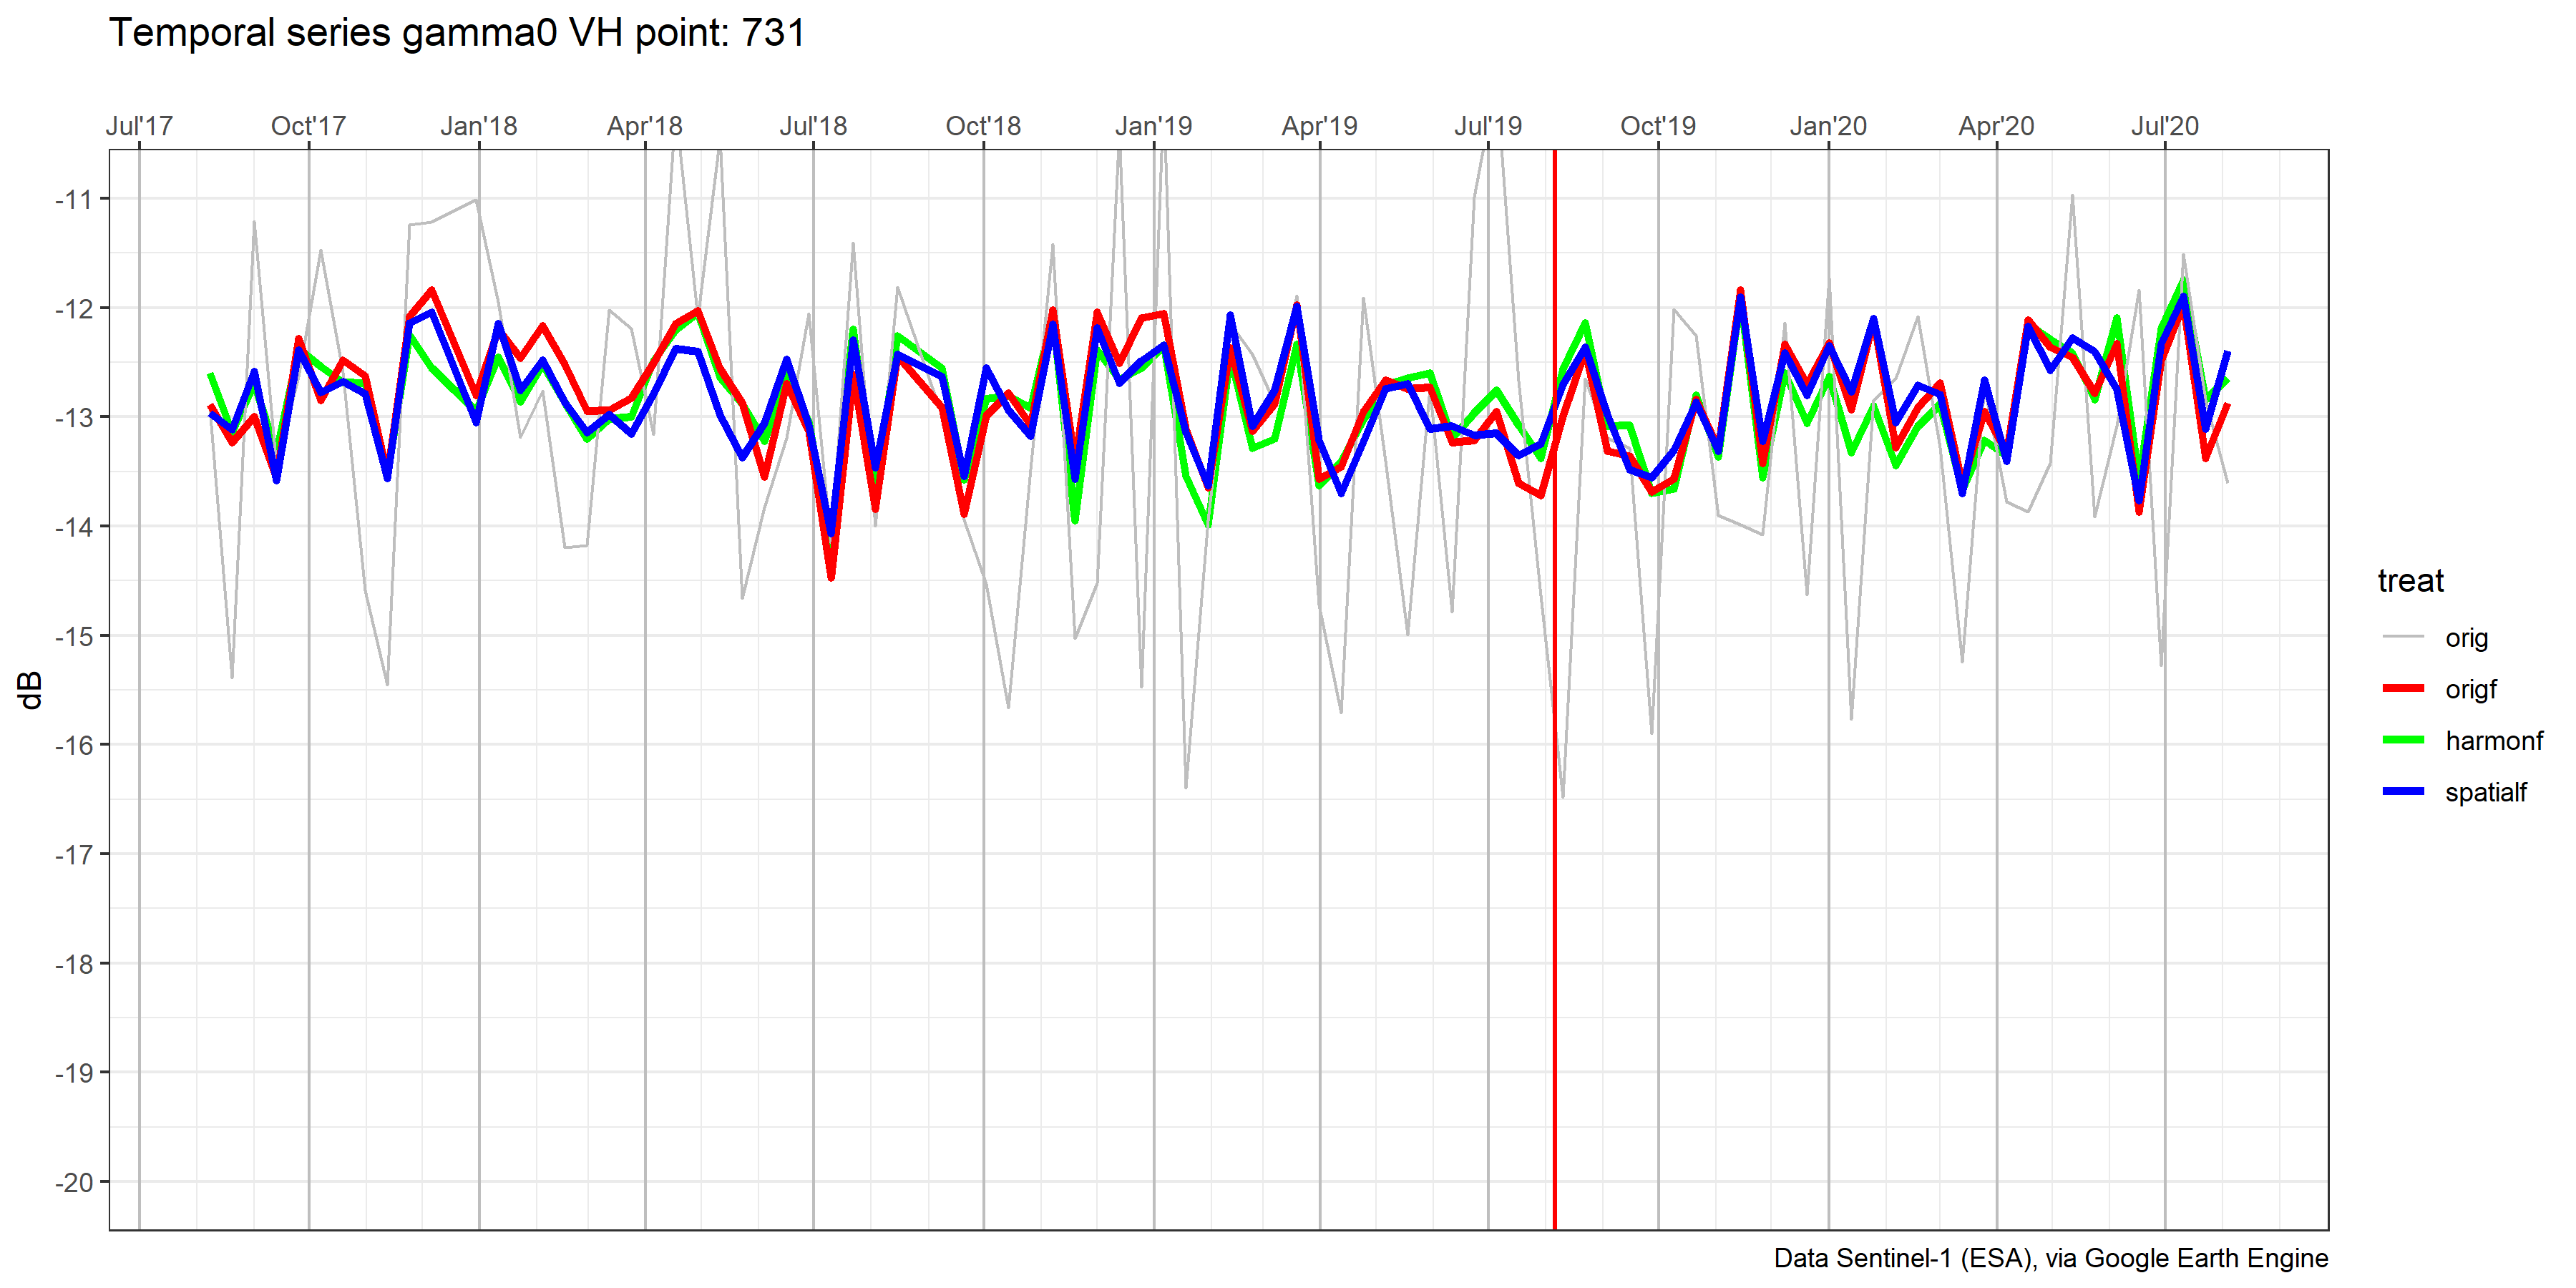 Temporal series gamma0 VH point: 731
Jul'17 Oct'17 Jan'18 Apr'18 Jul'18 Oct'18 Jan'19 Apr'19 Jul'19 Oct'19 Jan'20 Apr'20 Jul'20
-11
-12
-13
-14
-15
-16
-17
-18
-19
-20
dB
treat
orig
origf
harmonf
spatialf
Data Sentinel-1 (ESA), via Google Earth Engine